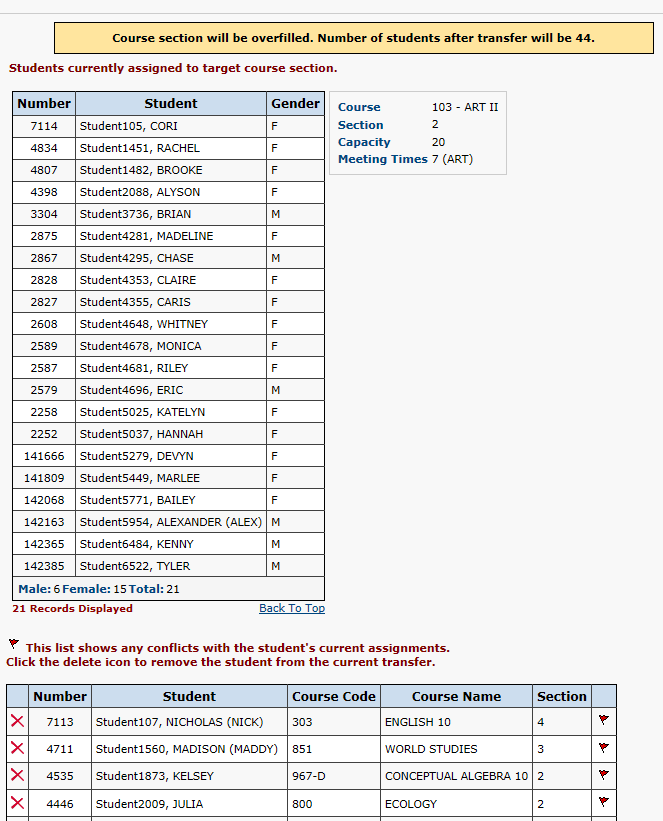 Course section will be overfilled. Number of students after transfer will be 44.
Students currently assigned to target course section.
Number Student Gender
7114 Student105, CORI F
4834 Student1451, RACHEL F
4807 Student1482, BROOKE F
4398 Student2088, ALYSON F
3304 Student3736, BRIAN M
2875 Student4281, MADELINE F
2867 Student4295, CHASE M
2828 Student4353, CLAIRE F
2827 Student4355, CARIS F
2608 Student4648, WHITNEY F
2589 Student4678, MONICA F
2587 Student4681, RILEY F
2579 Student4696, ERIC M
2258 Student5025, KATELYN F
2252 Student5037, HANNAH F
141666 Student5279, DEVYN F
141809 Student5449, MARLEE F
142068 Student5771, BAILEY F
142163 Student5954, ALEXANDER (ALEX) M
142365 Student6484, KENNY M
142385 Student6522, TYLER M
Male: 6 Female: 15 Total: 21
21 Records Displayed Back To Top
Course 103 - ART II
Section 2
Capacity 20
Meeting Times 7 (ART)
This list shows any conflicts with the student's current assignments.
Click the delete icon to remove the student from the current transfer.
Number Student Course Code Course Name Section
7113 Student107, NICHOLAS (NICK) 303 ENGLISH 10 4
4711 Student1560, MADISON (MADDY) 851 WORLD STUDIES 3
4535 Student1873, KELSEY 967-D CONCEPTUAL ALGEBRA 10 2
4446 Student2009, JULIA 800 ECOLOGY 2